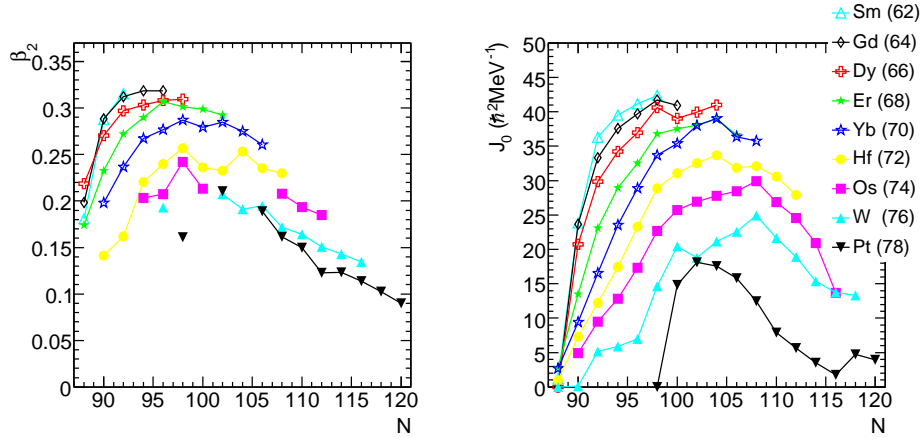 β₂
0.35
0.3
0.25
0.2
0.15
0.1
0.05
0
90 95 100 105 110 115 120
N
J₀ (ℏ²MeV⁻¹)
50
45
40
35
30
25
20
15
10
5
0
90 95 100 105 110 115 120
N
Sm (62)
Gd (64)
Dy (66)
Er (68)
Yb (70)
Hf (72)
Os (74)
W (76)
Pt (78)